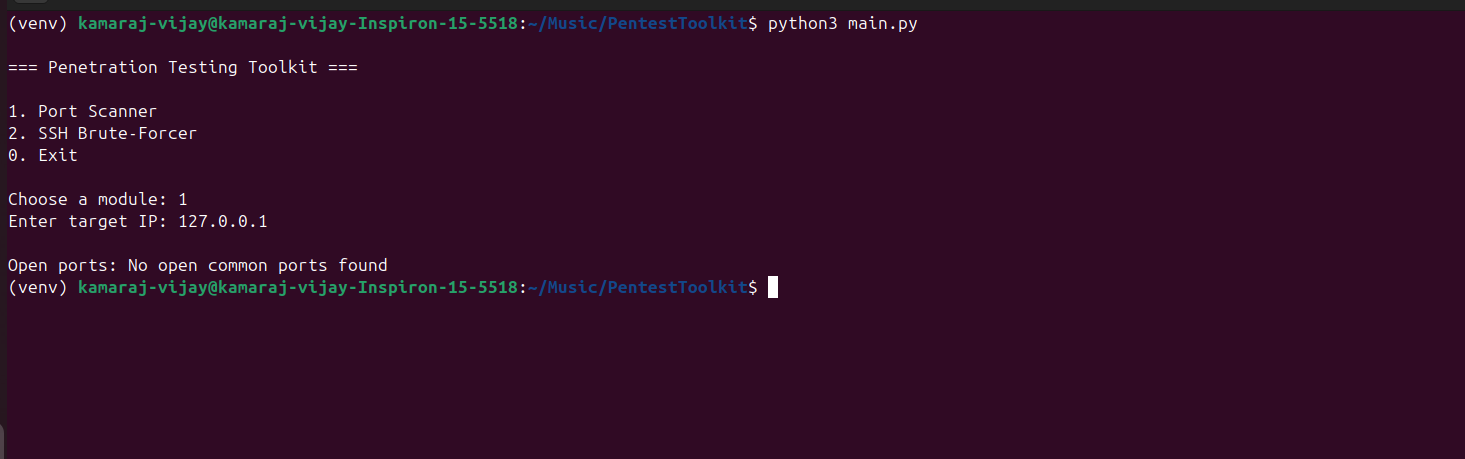 (venv) kamaraj-vijay@kamaraj-vijay-Inspiron-15-5518:~/Music/PentestToolkit$ python3 main.py
=== Penetration Testing Toolkit ===
1. Port Scanner
2. SSH Brute-Forcer
0. Exit
Choose a module: 1
Enter target IP: 127.0.0.1
Open ports: No open common ports found
(venv) kamaraj-vijay@kamaraj-vijay-Inspiron-15-5518:~/Music/PentestToolkit$